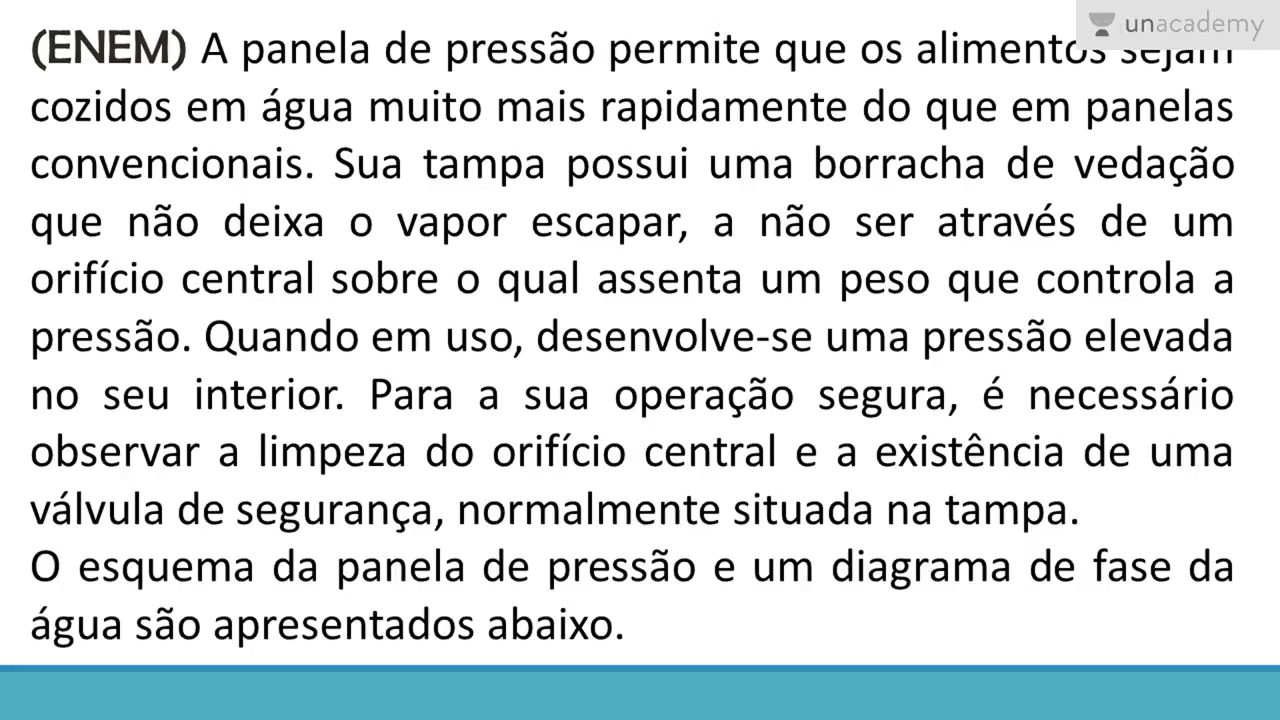 unacademy
(ENEM) A panela de pressão permite que os alimentos sejam
cozidos em água muito mais rapidamente do que em panelas
convencionais. Sua tampa possui uma borracha de vedação
que não deixa o vapor escapar, a não ser através de um
orifício central sobre o qual assenta um peso que controla a
pressão. Quando em uso, desenvolve-se uma pressão elevada
no seu interior. Para a sua operação segura, é necessário
observar a limpeza do orifício central e a existência de uma
válvula de segurança, normalmente situada na tampa.
O esquema da panela de pressão e um diagrama de fase da
água são apresentados abaixo.